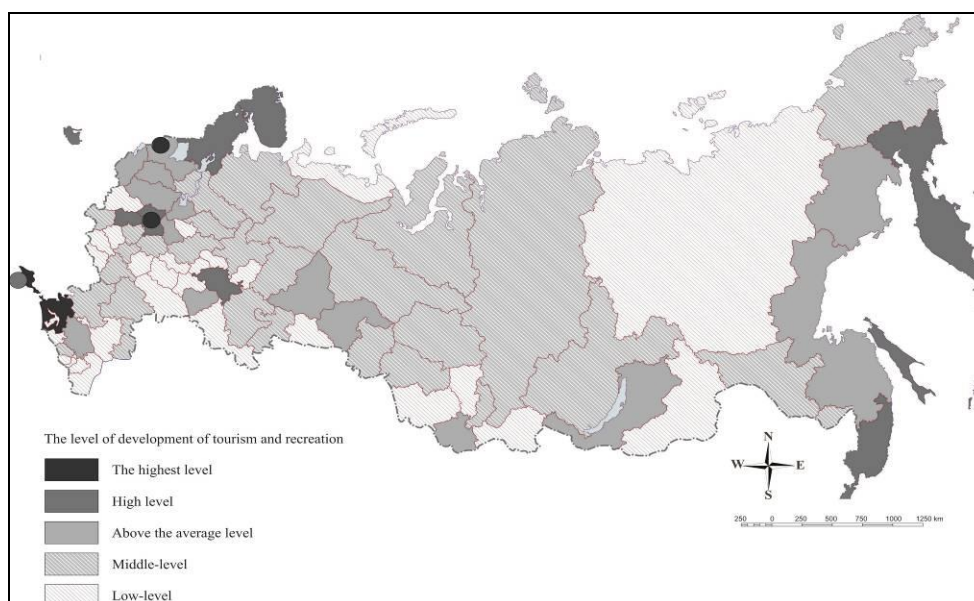 The level of development of tourism and recreation
The highest level
High level
Above the average level
Middle-level
Low-level
N
W E
S
250 0 250 500 750 1000 1250 km